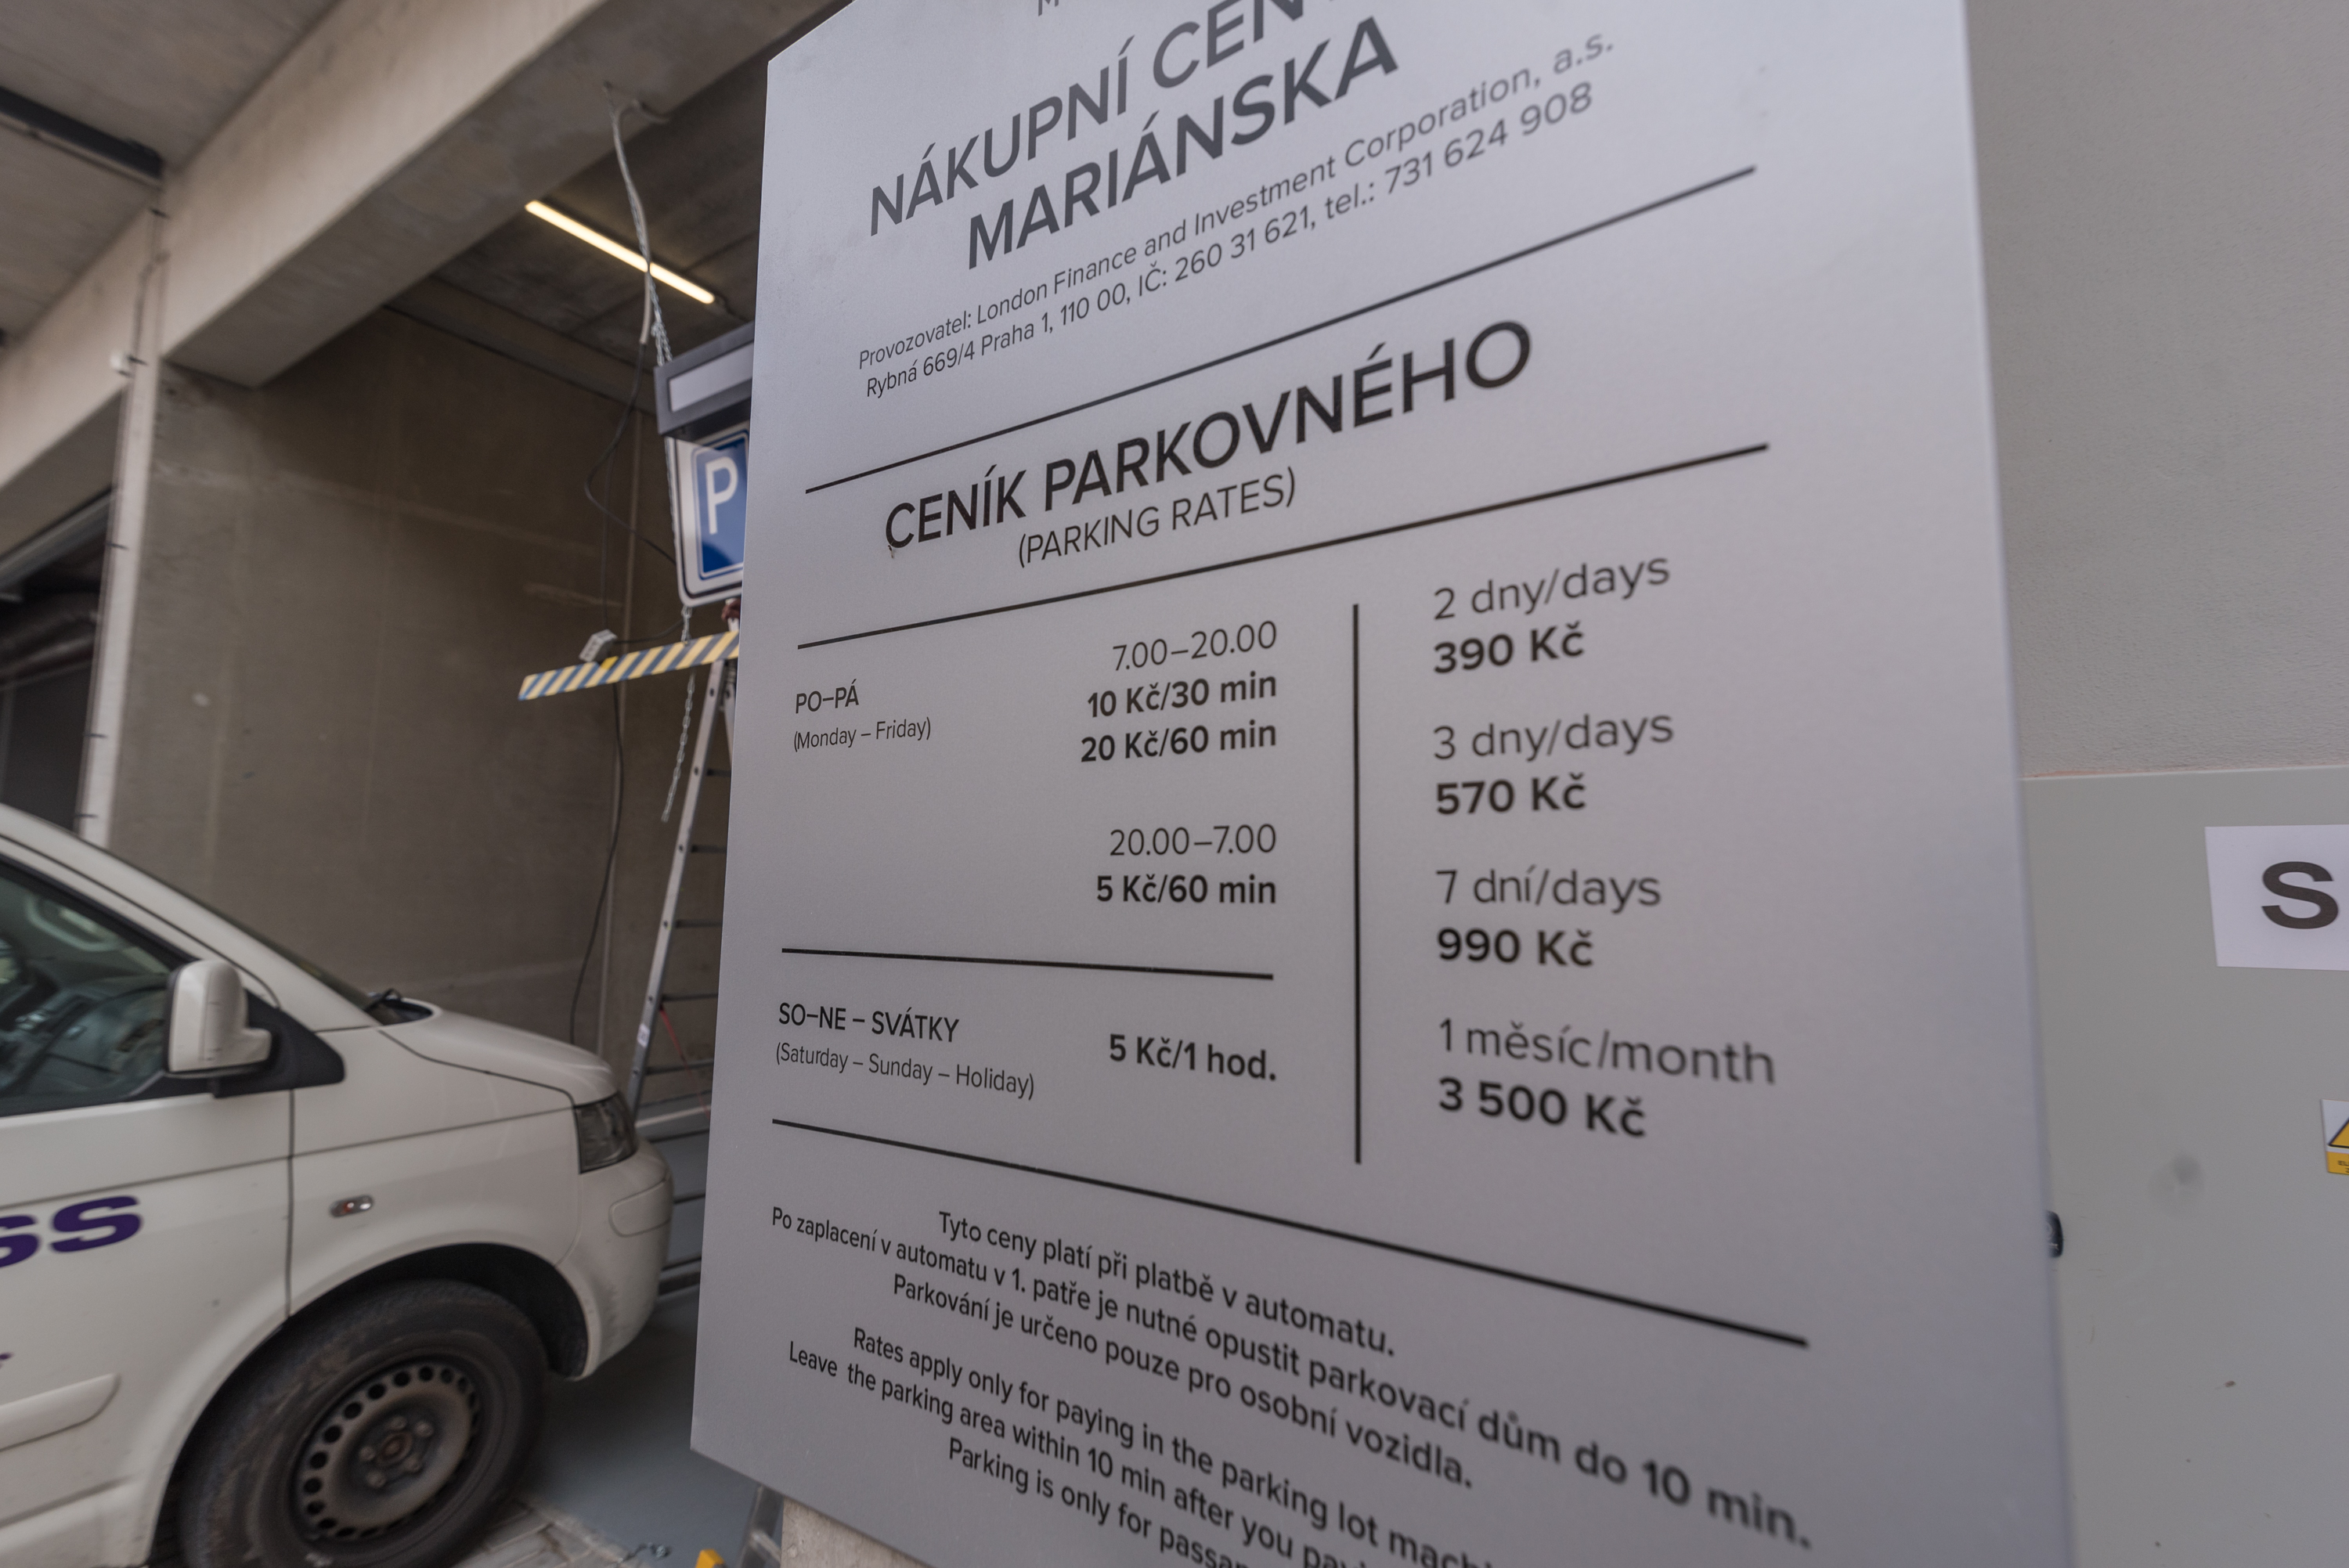 NÁKUPNÍ
MARIÁNSKA
Provozovatel: London Finance and Investment Corporation, a.s.
Rybná 669/4 Praha 1, 110 00, IČ: 260 31 621, tel.: 731 624 908
CENÍK PARKOVNÉHO
(PARKING RATES)
PO–PÁ
(Monday – Friday)
7.00–20.00
10 Kč/30 min
20 Kč/60 min
20.00–7.00
5 Kč/60 min
SO–NE – SVÁTKY
(Saturday – Sunday – Holiday)
5 Kč/1 hod.
2 dny/days
390 Kč
3 dny/days
570 Kč
7 dní/days
990 Kč
1 měsíc/month
3 500 Kč
Tyto ceny platí při platbě v automatu.
Po zaplacení v automatu v 1. patře je nutné opustit parkovací dům do 10 min.
Parkování je určeno pouze pro osobní vozidla.
Rates apply only for paying in the parking lot
Leave the parking area within 10 min after you
Parking is only for
P
S
SS